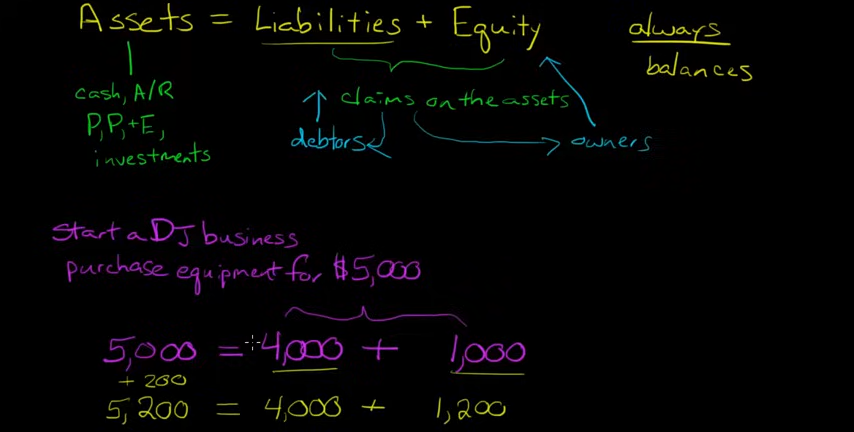 Assets = Liabilities + Equity
always
balances
cash, A/R
P, P, + E,
investments
claims on the assets
debtors
owners
Start a DJ business
purchase equipment for $5,000
5,000 = 4,000 + 1,000
+ 200
5,200 = 4,000 + 1,200